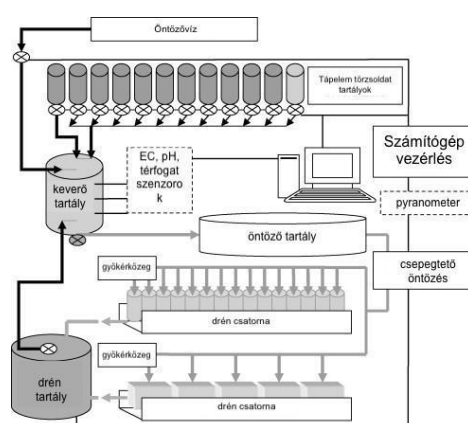 Öntözővíz
Tápelem törzsoldat
tartályok
Számítógép
vezérlés
EC, pH,
térfogat
szenzoro
k
keverő
tartály
pyranometer
öntöző tartály
csepegtető
öntözés
gyökérközeg
drén csatorna
gyökérközeg
drén
tartály
drén csatorna